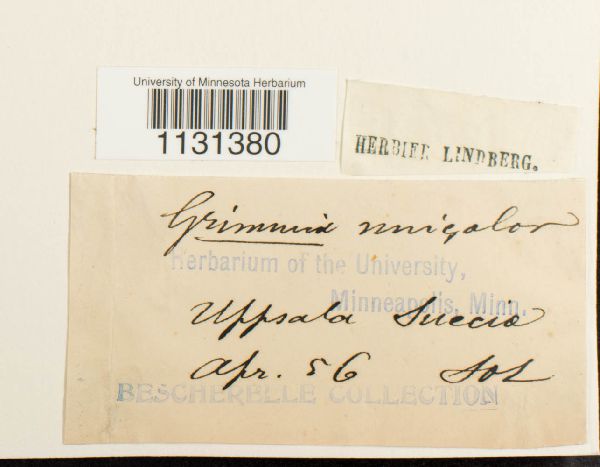 University of Minnesota Herbarium
1131380
HERBIER LINDBERG.
Grimmia unicolor
Herbarium of the University,
Minneapolis, Minn.
Uppsala Suecia
Apr. 56 SOL
BESCHERELLE COLLECTION